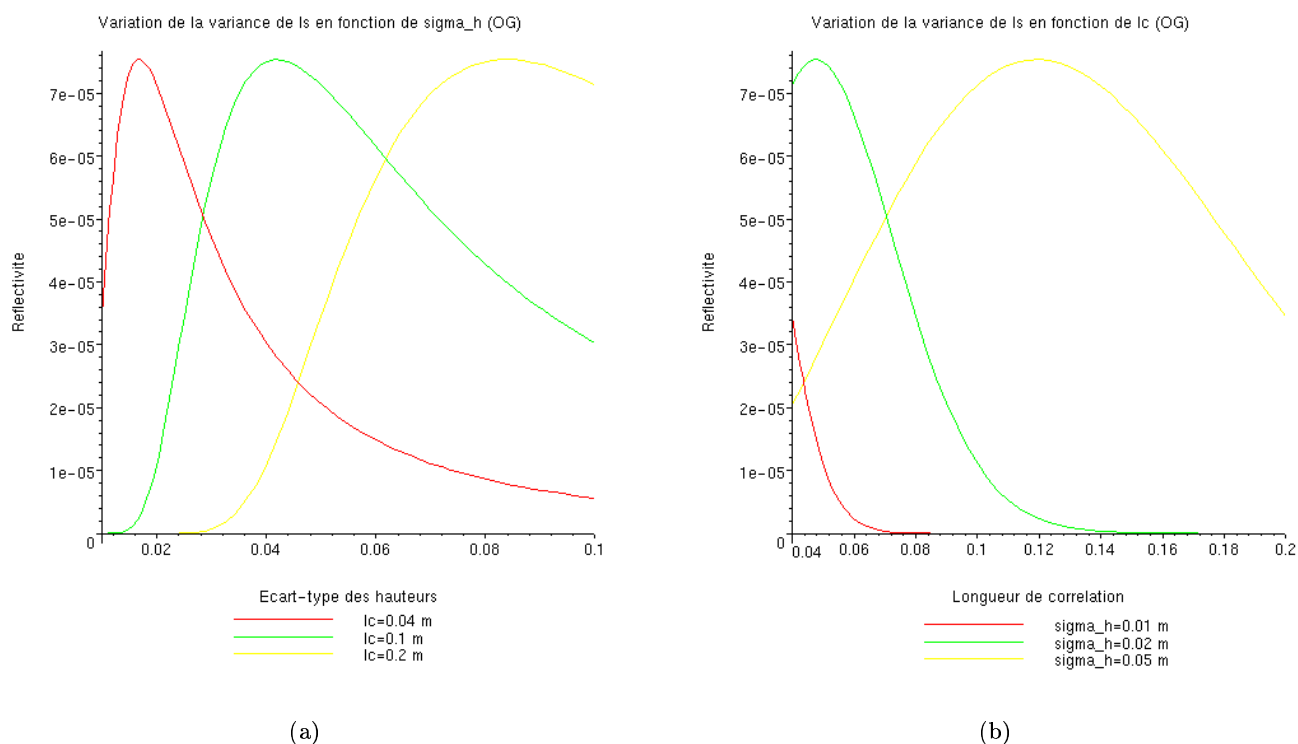 Variation de la variance de Is en fonction de sigma_h (OG)
7e-05
6e-05
5e-05
4e-05
3e-05
2e-05
1e-05
0
Reflectivite
0.02 0.04 0.06 0.08 0.1
Ecart-type des hauteurs
lc=0.04 m
lc=0.1 m
lc=0.2 m
(a)
Variation de la variance de Is en fonction de lc (OG)
7e-05
6e-05
5e-05
4e-05
3e-05
2e-05
1e-05
0
Reflectivite
0.04 0.06 0.08 0.1 0.12 0.14 0.16 0.18 0.2
Longueur de correlation
sigma_h=0.01 m
sigma_h=0.02 m
sigma_h=0.05 m
(b)